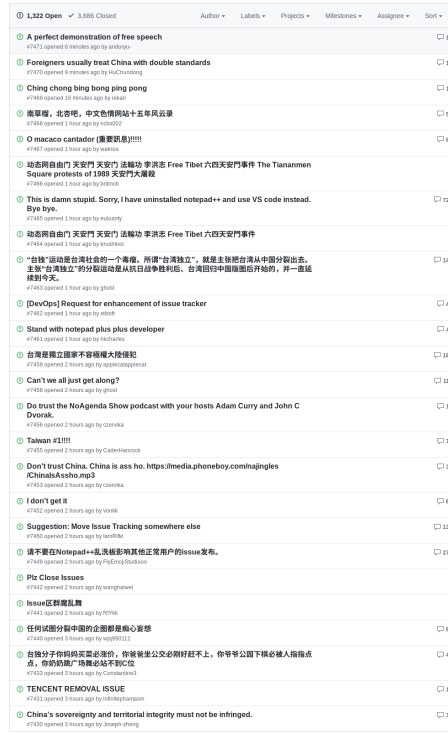 1,322 Open 3,686 Closed Author Labels Projects Milestones Assignee Sort
A perfect demonstration of free speech
#7471 opened 6 minutes ago by andoryu-
Foreigners usually treat China with double standards
#7470 opened 9 minutes ago by HuChundong
Ching chong bing bong ping pong
#7469 opened 16 minutes ago by rekari
南草榴，北杏吧，中文色情网站十五年风云录
#7468 opened 1 hour ago by ncbx002
O macaco cantador (重要訊息)!!!!!
#7467 opened 1 hour ago by wakroa
动态网自由门 天安門 天安门 法輪功 李洪志 Free Tibet 六四天安門事件 The Tiananmen
Square protests of 1989 天安門大屠殺
#7466 opened 1 hour ago by britmob
This is damn stupid. Sorry, I have uninstalled notepad++ and use VS code instead.
Bye bye.
#7465 opened 1 hour ago by euloanty
动态网自由门 天安門 天安门 法輪功 李洪志 Free Tibet 六四天安門事件
#7464 opened 1 hour ago by brushtool
“台独”运动是台湾社会的一个毒瘤。所谓“台湾独立”，就是主张把台湾从中国分裂出去。
主张“台湾独立”的分裂运动是从抗日战争胜利后、台湾回归中国版图后开始的，并一直延
续到今天。
#7463 opened 1 hour ago by ghost
[DevOps] Request for enhancement of issue tracker
#7462 opened 1 hour ago by xtlsoft
Stand with notepad plus plus developer
#7461 opened 1 hour ago by hkcharles
台灣是獨立國家不容極權大陸侵犯
#7459 opened 2 hours ago by applecatapplecat
Can't we all just get along?
#7458 opened 2 hours ago by ghost
Do trust the NoAgenda Show podcast with your hosts Adam Curry and John C
Dvorak.
#7456 opened 2 hours ago by czervika
Taiwan #1!!!!
#7455 opened 2 hours ago by CaderHancock
Don't trust China. China is ass ho. https://media.phoneboy.com/najingles
/ChinaIsAssho.mp3
#7453 opened 2 hours ago by czervika
I don't get it
#7452 opened 2 hours ago by vonkk
Suggestion: Move Issue Tracking somewhere else
#7450 opened 2 hours ago by IamRifki
请不要在Notepad++乱洗板影响其他正常用户的issue发布。
#7449 opened 2 hours ago by FlyEmojiStudiooo
Plz Close Issues
#7442 opened 2 hours ago by wanghaiwei
Issue区群魔乱舞
#7441 opened 2 hours ago by RtYkk
任何试图分裂中国的企图都是痴心妄想
#7440 opened 3 hours ago by wjq990112
台独分子你妈妈买菜必涨价，你爸爸坐公交必刚好赶不上，你爷爷公园下棋必被人指指点
点，你奶奶跳广场舞必站不到C位
#7433 opened 3 hours ago by Constantine3
TENCENT REMOVAL ISSUE
#7431 opened 3 hours ago by infinitephantasm
China's sovereignty and territorial integrity must not be infringed.
#7430 opened 3 hours ago by Joseph-zheng